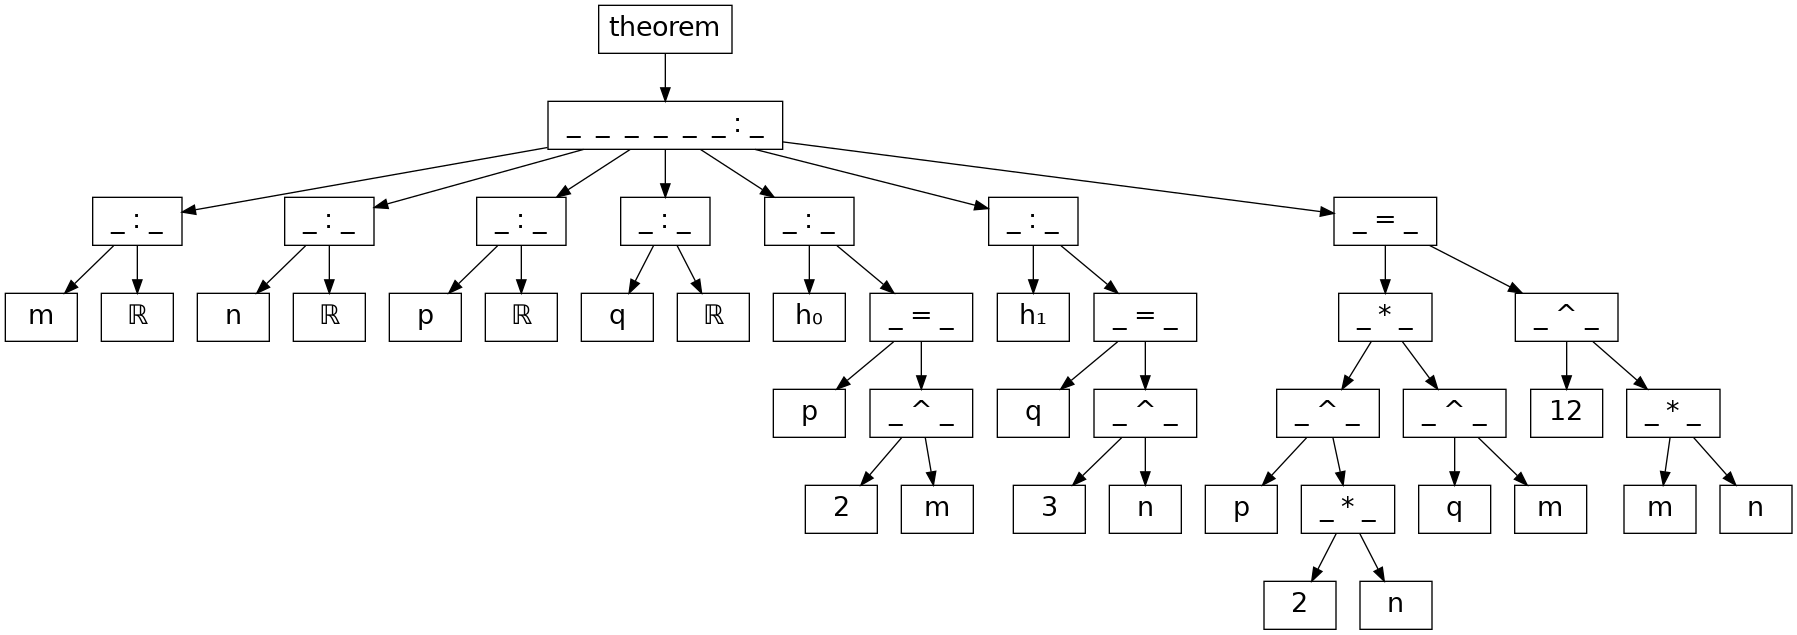 theorem
_ _ _ _ _ _ : _
_ : _ _ : _ _ : _ _ : _ _ : _ _ : _ _ = _
m ℝ n ℝ p ℝ q ℝ h₀ _ = _ h₁ _ = _ _ * _ _ ^ _
p _ ^ _ q _ ^ _ _ ^ _ _ ^ _ 12 _ * _
2 m 3 n p _ * _ q m m n
2 n